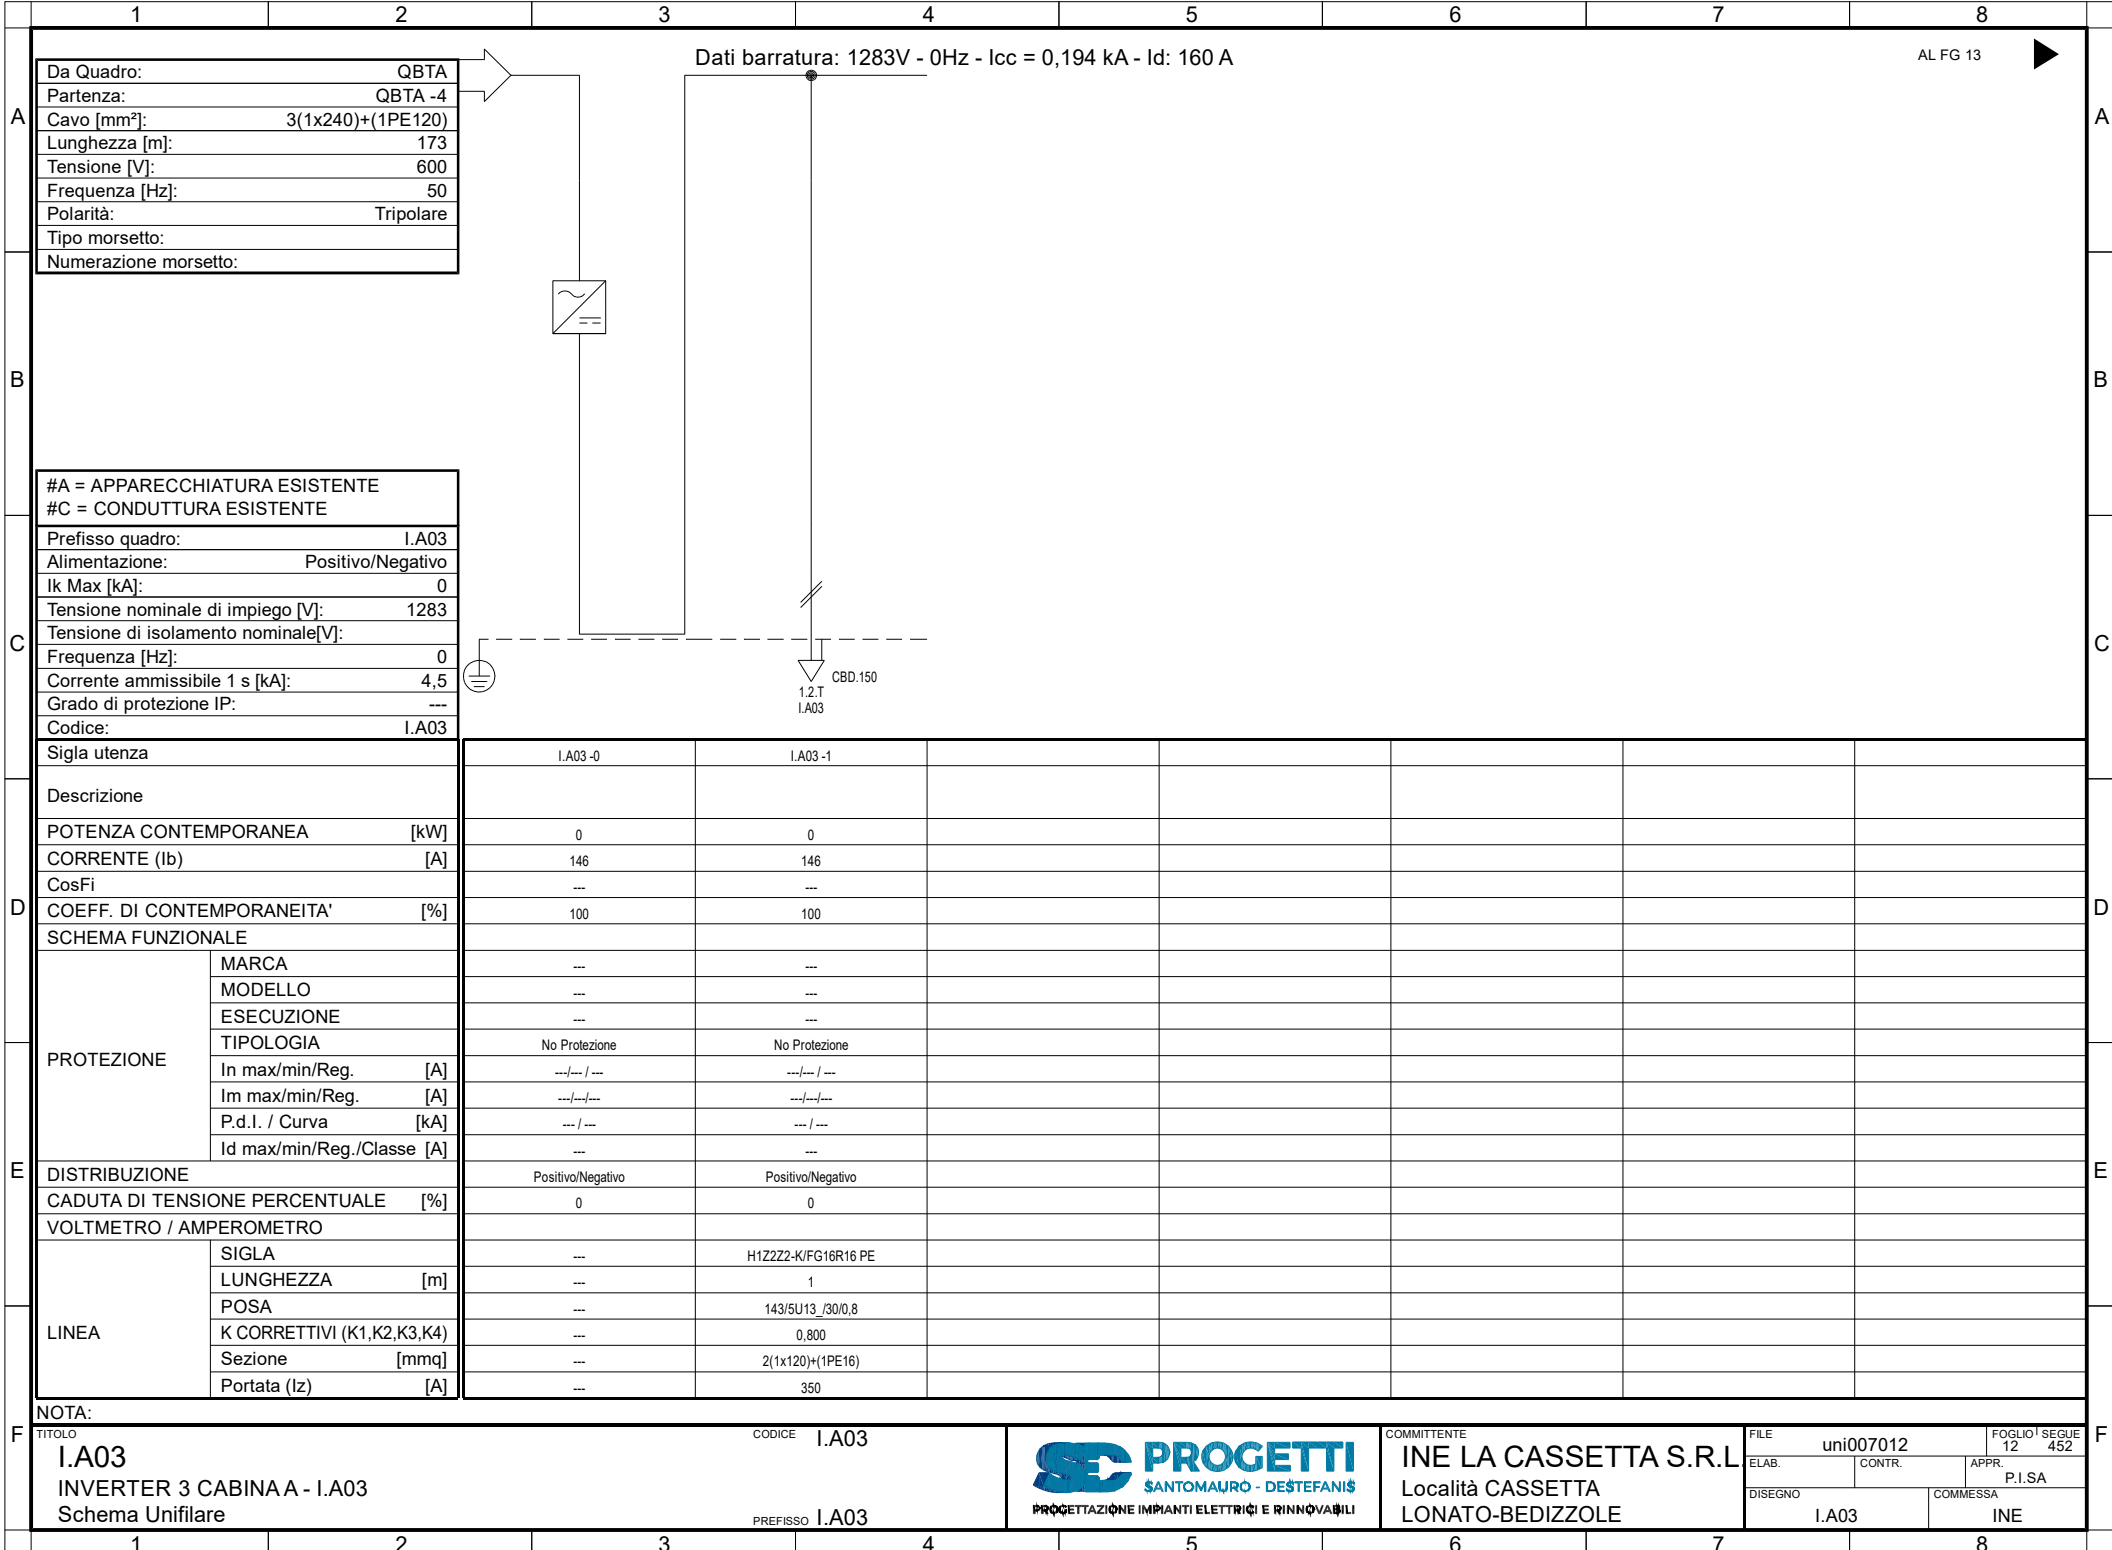 1 2 3 4 5 6 7 8
Dati barratura: 1283V - 0Hz - Icc = 0,194 kA - Id: 160 A
AL FG 13
A A
B B
C C
D D
E E
F F
Da Quadro: QBTA
Partenza: QBTA -4
Cavo [mm²]: 3(1x240)+(1PE120)
Lunghezza [m]: 173
Tensione [V]: 600
Frequenza [Hz]: 50
Polarità: Tripolare
Tipo morsetto:
Numerazione morsetto:
#A = APPARECCHIATURA ESISTENTE
#C = CONDUTTURA ESISTENTE
Prefisso quadro: I.A03
Alimentazione: Positivo/Negativo
Ik Max [kA]: 0
Tensione nominale di impiego [V]: 1283
Tensione di isolamento nominale[V]:
Frequenza [Hz]: 0
Corrente ammissibile 1 s [kA]: 4,5
Grado di protezione IP: ---
Codice: I.A03
CBD.150
1.2.T
I.A03
Sigla utenza I.A03 -0 I.A03 -1
Descrizione
POTENZA CONTEMPORANEA [kW] 0 0
CORRENTE (Ib) [A] 146 146
CosFi --- ---
COEFF. DI CONTEMPORANEITA' [%] 100 100
SCHEMA FUNZIONALE
PROTEZIONE
MARCA --- ---
MODELLO --- ---
ESECUZIONE --- ---
TIPOLOGIA No Protezione No Protezione
In max/min/Reg. [A] ---/--- / --- ---/--- / ---
Im max/min/Reg. [A] ---/---/--- ---/---/---
P.d.I. / Curva [kA] --- / --- --- / ---
Id max/min/Reg./Classe [A] --- ---
DISTRIBUZIONE Positivo/Negativo Positivo/Negativo
CADUTA DI TENSIONE PERCENTUALE [%] 0 0
VOLTMETRO / AMPEROMETRO
LINEA
SIGLA --- H1Z2Z2-K/FG16R16 PE
LUNGHEZZA [m] --- 1
POSA --- 143/5U13_/30/0,8
K CORRETTIVI (K1,K2,K3,K4) --- 0,800
Sezione [mmq] --- 2(1x120)+(1PE16)
Portata (Iz) [A] --- 350
NOTA:
TITOLO
I.A03
INVERTER 3 CABINA A - I.A03
Schema Unifilare
CODICE I.A03
PREFISSO I.A03
PROGETTI
SANTOMAURO - DESTEFANIS
PROGETTAZIONE IMPIANTI ELETTRICI E RINNOVABILI
COMMITTENTE
INE LA CASSETTA S.R.L.
Località CASSETTA
LONATO-BEDIZZOLE
FILE uni007012
FOGLIO 12 SEGUE 452
ELAB. CONTR. APPR. P.I.SA
DISEGNO I.A03
COMMESSA INE
1 2 3 4 5 6 7 8